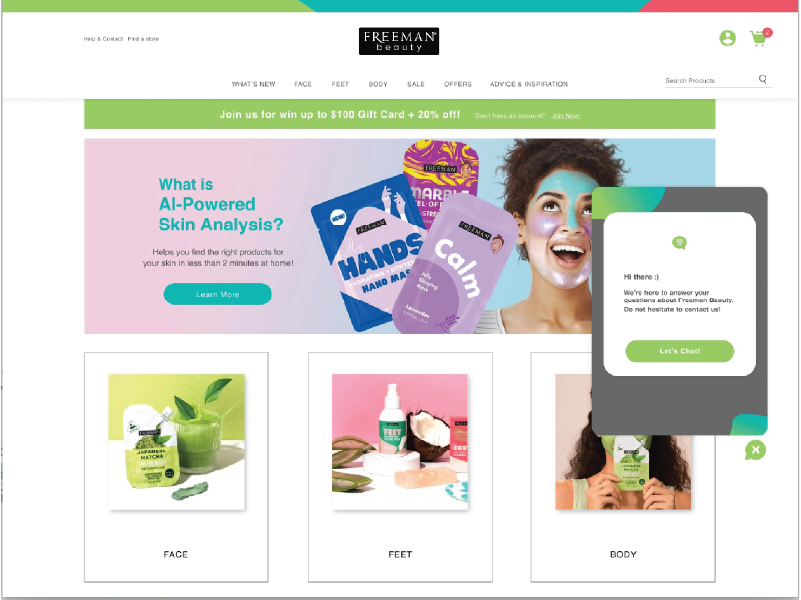 Help & Contact Find a store
FREEMAN
beauty
2
WHAT'S NEW FACE FEET BODY SALE OFFERS ADVICE & INSPIRATION
Search Products
Join us for win up to $100 Gift Card + 20% off!
Don't have an account? Join Now!
What is
AI-Powered
Skin Analysis?
Helps you find the right products for
your skin in less than 2 minutes at home!
Learn More
NEW!
FREEMAN
HANDS
HAND MASK
FREEMAN
MARBLE
FREEMAN
Calm
Jelly
Sleeping
Mask
Lavender
Hi there :)
We're here to answer your
questions about Freeman Beauty.
Do not hesitate to contact us!
Let's Chat!
X
JAPANESE
MATCHA
FEET
JAPANESE
MATCHA
FACE
FEET
BODY